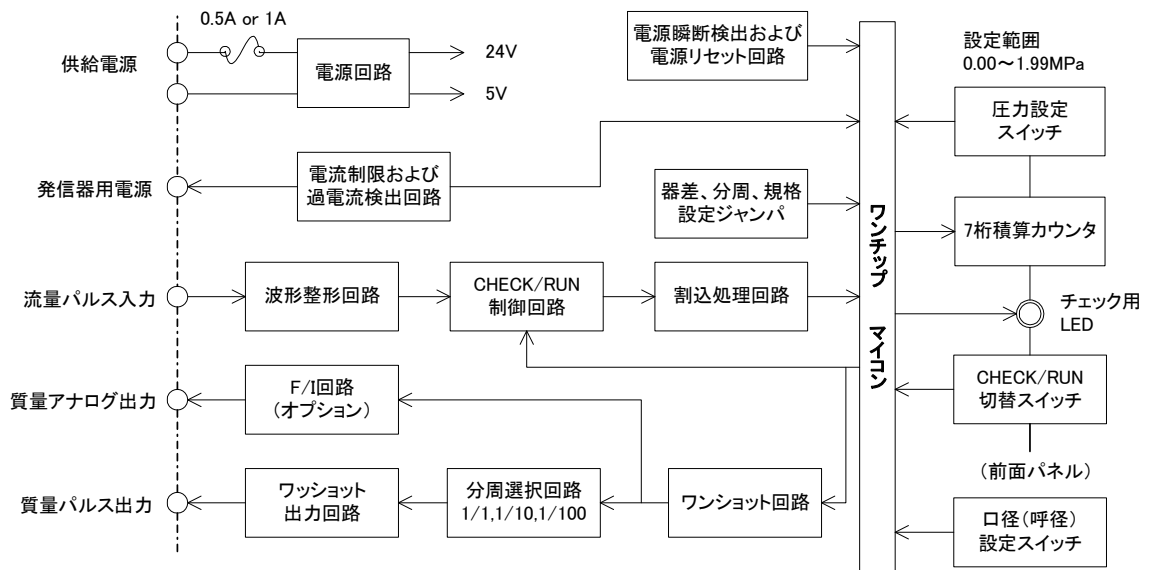 0.5A or 1A
供給電源
電源回路
24V
5V
電源瞬断検出および
電源リセット回路
設定範囲
0.00～1.99MPa
圧力設定
スイッチ
発信器用電源
電流制限および
過電流検出回路
器差、分周、規格
設定ジャンパ
ワンチップ マイコン
7桁積算カウンタ
流量パルス入力
波形整形回路
CHECK/RUN
制御回路
割込処理回路
チェック用
LED
質量アナログ出力
F/I回路
（オプション）
CHECK/RUN
切替スイッチ
（前面パネル）
質量パルス出力
ワッショット
出力回路
分周選択回路
1/1,1/10,1/100
ワンショット回路
口径（呼径）
設定スイッチ